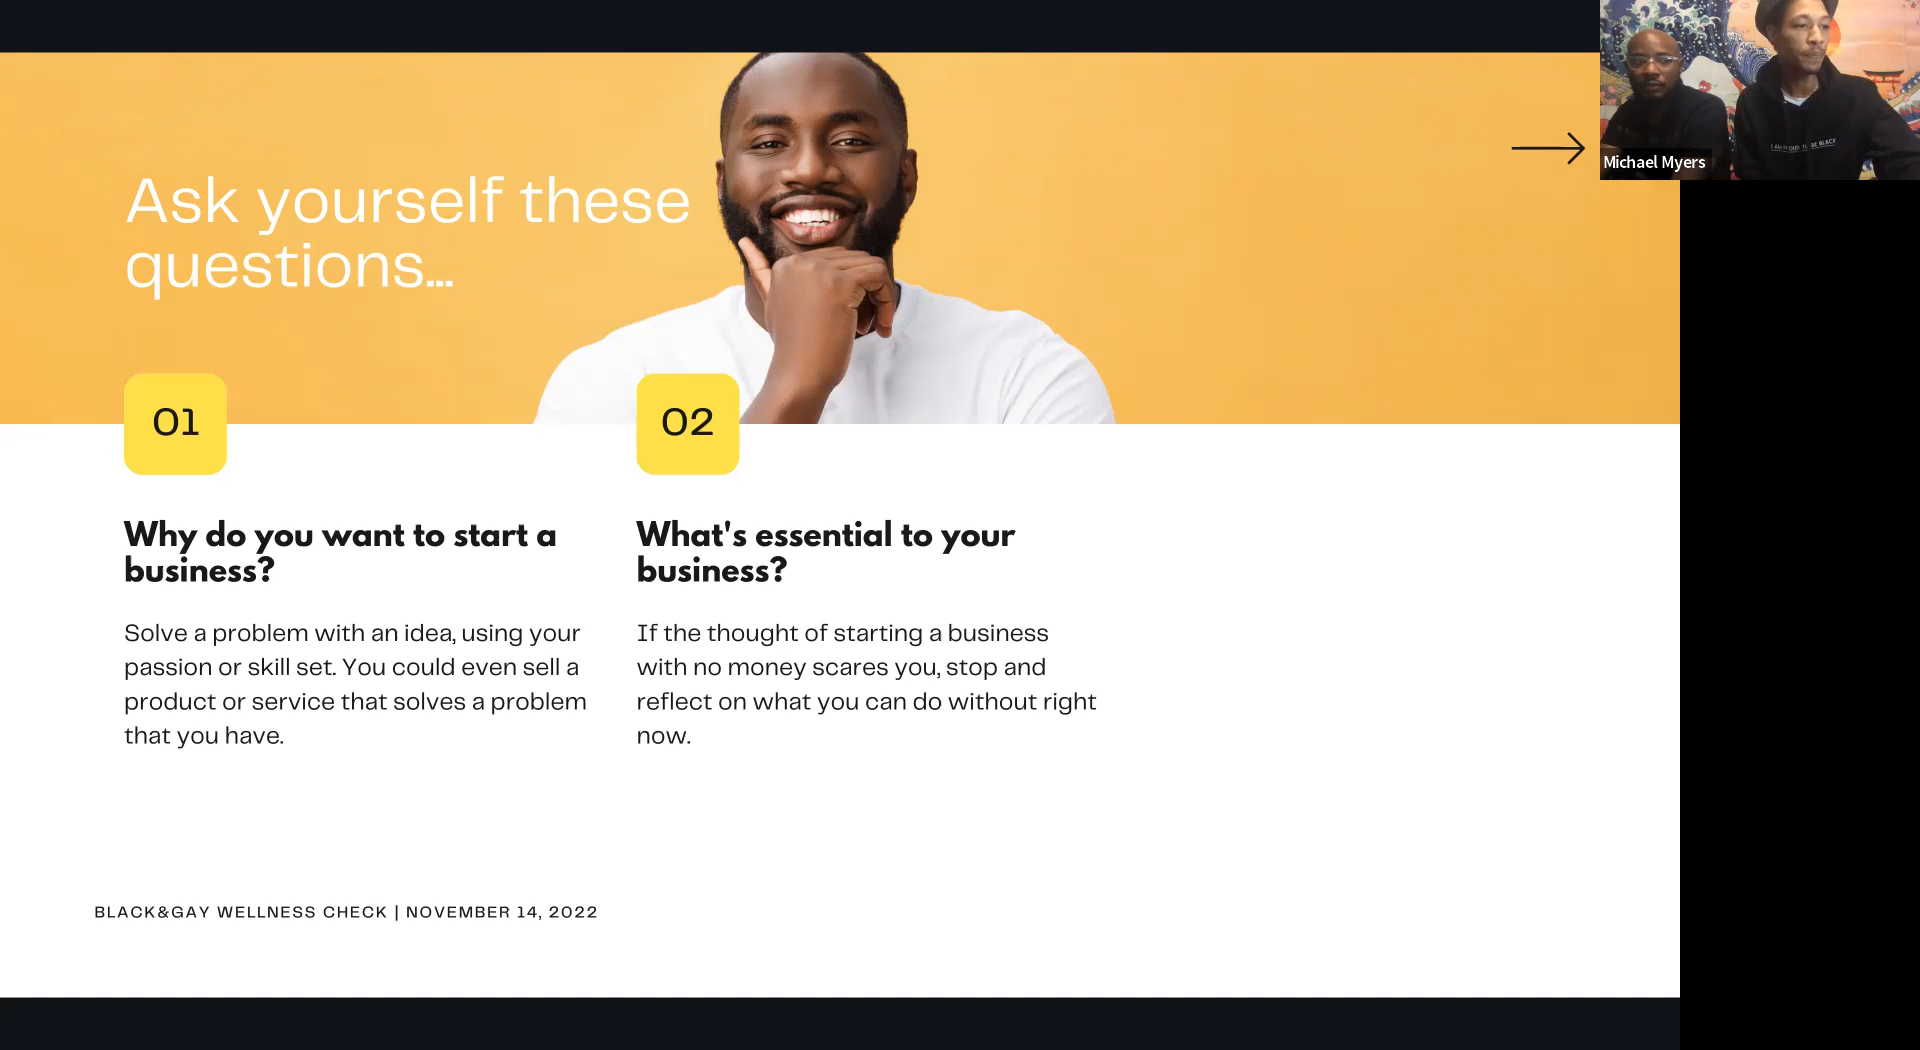 Ask yourself these
questions...
01
Why do you want to start a
business?
Solve a problem with an idea, using your
passion or skill set. You could even sell a
product or service that solves a problem
that you have.
02
What's essential to your
business?
If the thought of starting a business
with no money scares you, stop and
reflect on what you can do without right
now.
BLACK&GAY WELLNESS CHECK | NOVEMBER 14, 2022
Michael Myers
I AM BLACK